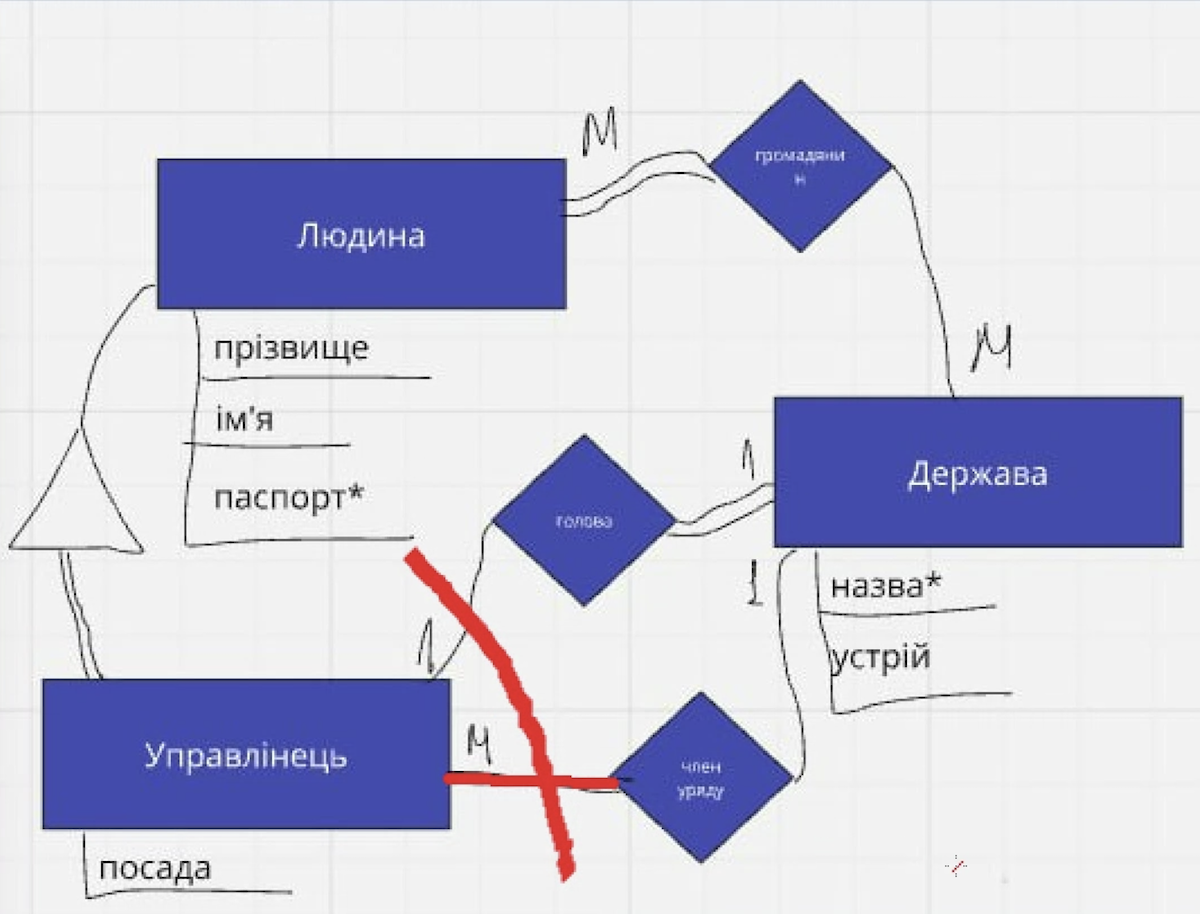 M
громадяни
н
Людина
прізвище
ім'я
паспорт*
M
1
Держава
голова
1
назва*
устрій
1
Управлінець
M
член
уряду
посада